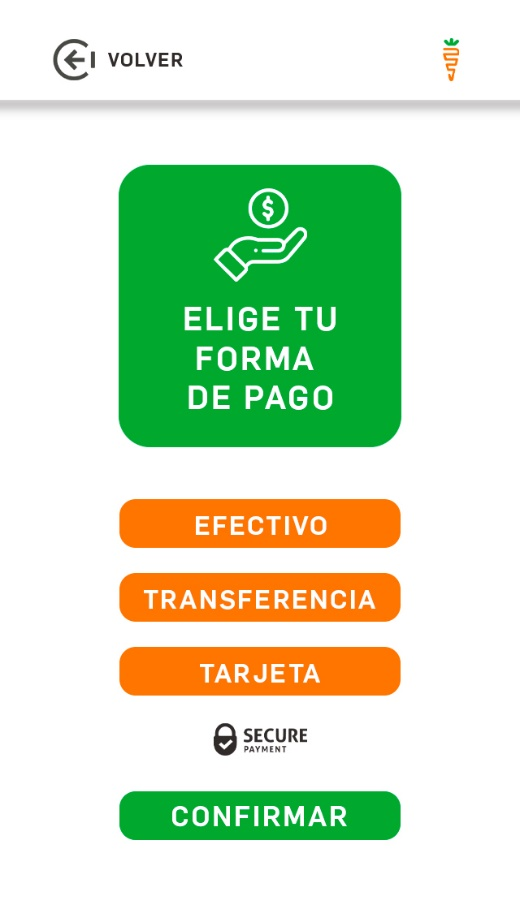 VOLVER
$
ELIGE TU
FORMA
DE PAGO
EFECTIVO
TRANSFERENCIA
TARJETA
SECURE
PAYMENT
CONFIRMAR